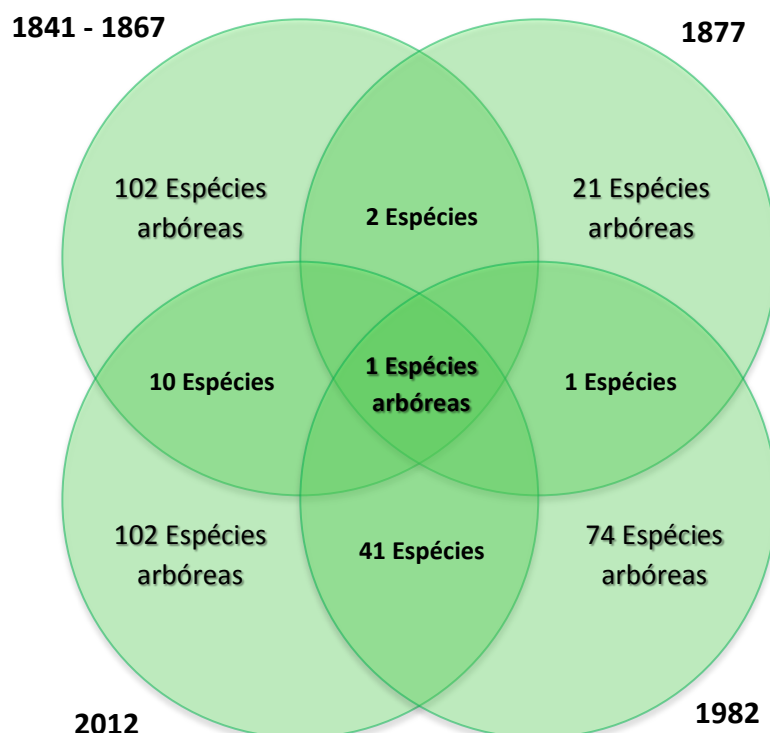 1841 - 1867
1877
102 Espécies
arbóreas
2 Espécies
21 Espécies
arbóreas
10 Espécies
1 Espécies
arbóreas
1 Espécies
102 Espécies
arbóreas
41 Espécies
74 Espécies
arbóreas
2012
1982